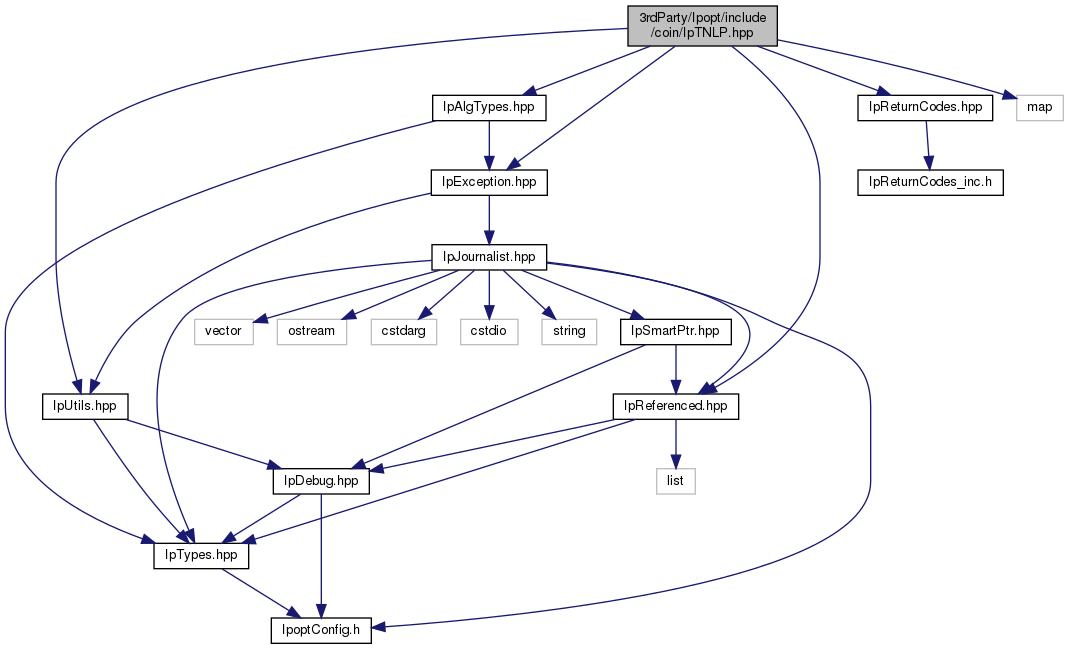 3rdParty/Ipopt/include
/coin/IpTNLP.hpp
IpAlgTypes.hpp
IpReturnCodes.hpp
map
IpException.hpp
IpReturnCodes_inc.h
IpJournalist.hpp
vector
ostream
cstdarg
cstdio
string
IpSmartPtr.hpp
IpUtils.hpp
IpReferenced.hpp
IpDebug.hpp
list
IpTypes.hpp
IpoptConfig.h